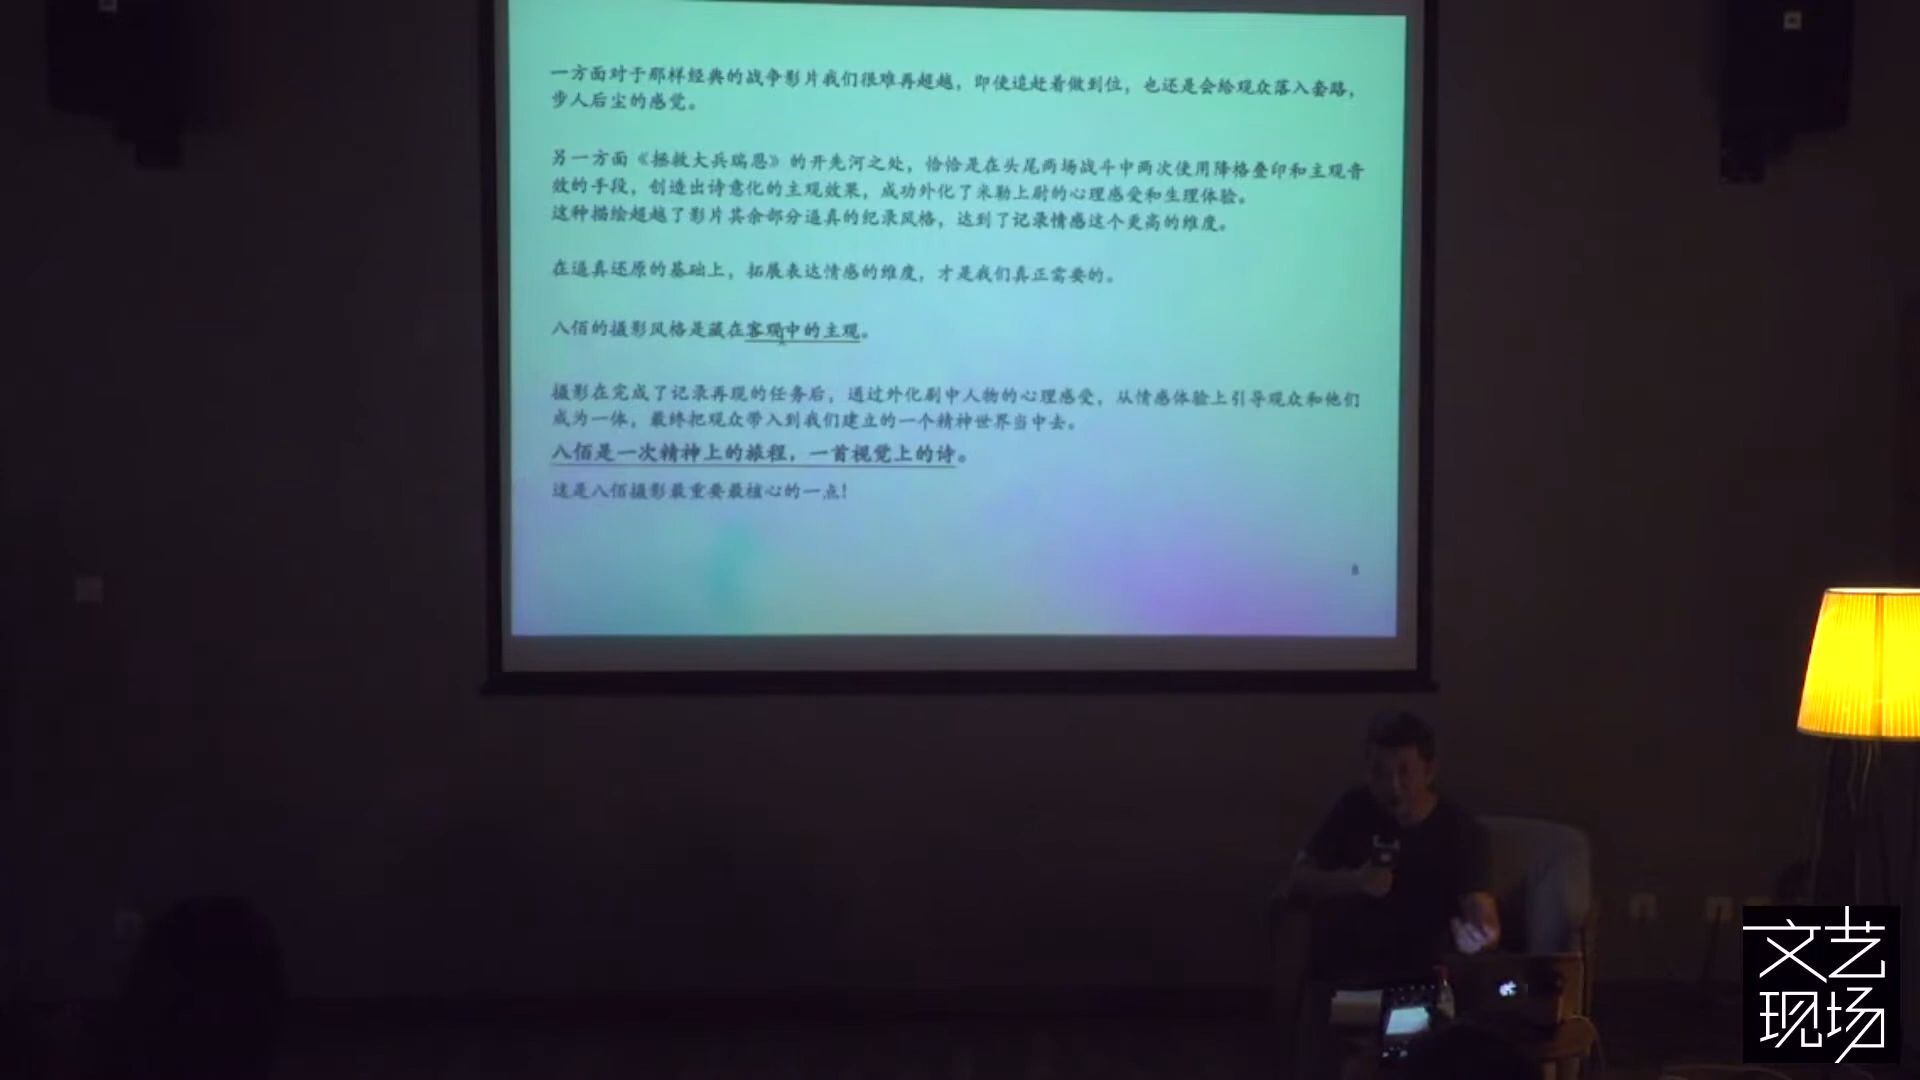 一方面对于那样经典的战争影片我们很难再超越，即使追赶着做到位，也还是会给观众落入套路，
步人后尘的感觉。
另一方面《拯救大兵瑞恩》的开先河之处，恰恰是在头尾两场战斗中两次使用降格叠印和主观音
效的手段，创造出诗意化的主观效果，成功外化了米勒上尉的心理感受和生理体验。
这种描绘超越了影片其余部分逼真的纪录风格，达到了记录情感这个更高的维度。
在逼真还原的基础上，拓展表达情感的维度，才是我们真正需要的。
八佰的摄影风格是藏在客观中的主观。
摄影在完成了记录再现的任务后，通过外化剧中人物的心理感受，从情感体验上引导观众和他们
成为一体，最终把观众带入到我们建立的一个精神世界当中去。
八佰是一次精神上的旅程，一首视觉上的诗。
这是八佰摄影最重要最核心的一点！
8
文艺
现场